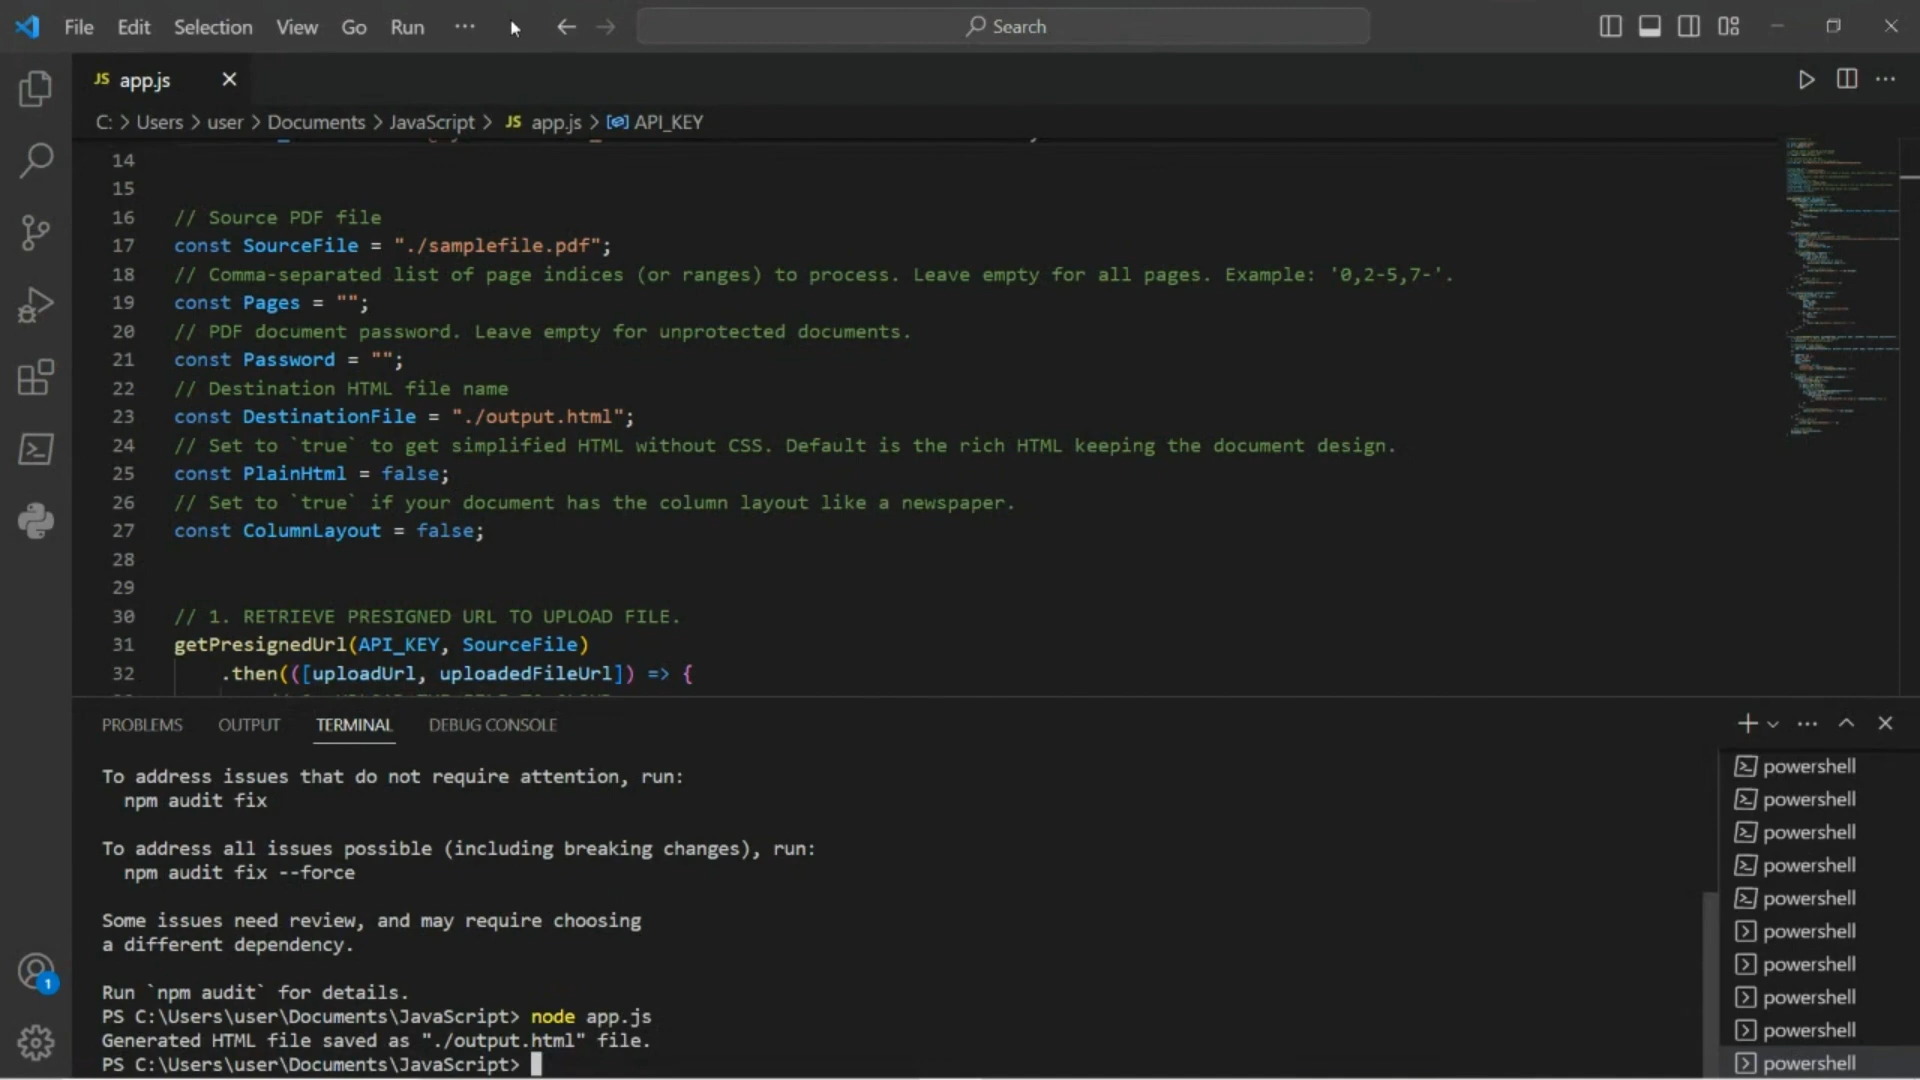 File Edit Selection View Go Run ··· Search
JS app.js
C: > Users > user > Documents > JavaScript > JS app.js > API_KEY
14
15
16 // Source PDF file
17 const SourceFile = "./samplefile.pdf";
18 // Comma-separated list of page indices (or ranges) to process. Leave empty for all pages. Example: '0,2-5,7-'.
19 const Pages = "";
20 // PDF document password. Leave empty for unprotected documents.
21 const Password = "";
22 // Destination HTML file name
23 const DestinationFile = "./output.html";
24 // Set to `true` to get simplified HTML without CSS. Default is the rich HTML keeping the document design.
25 const PlainHtml = false;
26 // Set to `true` if your document has the column layout like a newspaper.
27 const ColumnLayout = false;
28
29
30 // 1. RETRIEVE PRESIGNED URL TO UPLOAD FILE.
31 getPresignedUrl(API_KEY, SourceFile)
32 .then(([uploadUrl, uploadedFileUrl]) => {
PROBLEMS OUTPUT TERMINAL DEBUG CONSOLE
To address issues that do not require attention, run:
npm audit fix
To address all issues possible (including breaking changes), run:
npm audit fix --force
Some issues need review, and may require choosing
a different dependency.
Run `npm audit` for details.
PS C:\Users\user\Documents\JavaScript> node app.js
Generated HTML file saved as "./output.html" file.
PS C:\Users\user\Documents\JavaScript>
powershell
powershell
powershell
powershell
powershell
powershell
powershell
powershell
powershell
powershell
1